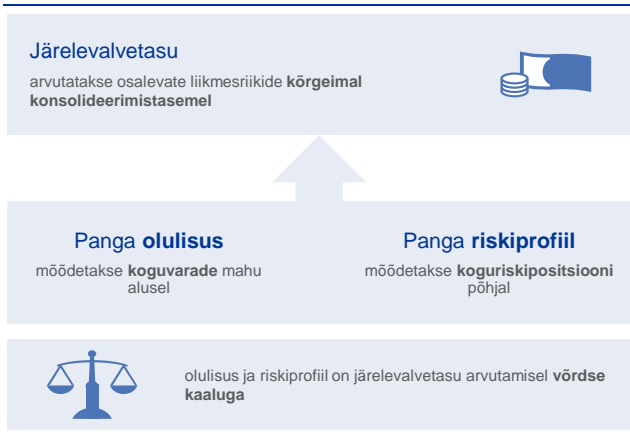 Järelevalvetasu
arvutatakse osalevate liikmesriikide kõrgeimal
konsolideerimistasemel
Panga olulisus
mõõdetakse koguvarade mahu
alusel
Panga riskiprofiil
mõõdetakse koguriskipositsiooni
põhjal
olulisus ja riskiprofiil on järelevalvetasu arvutamisel võrdse
kaaluga